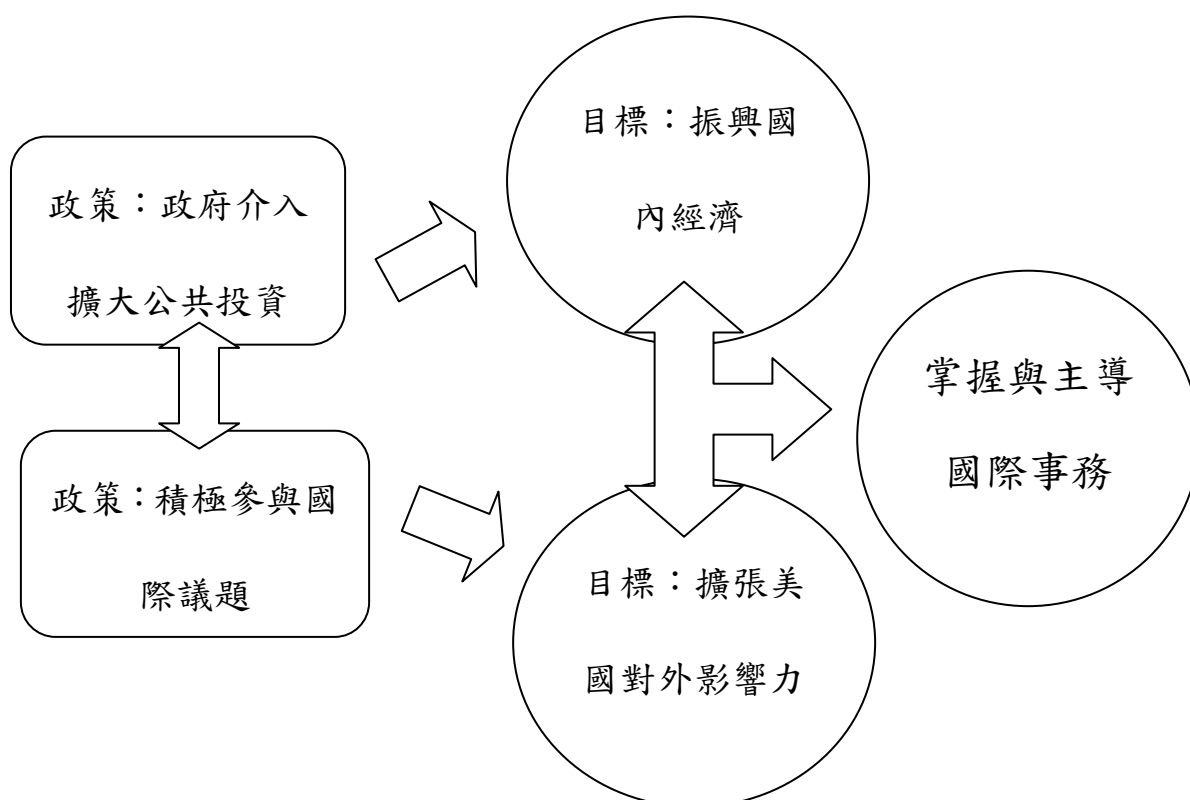 目標：振興國
內經濟
政策：政府介入
擴大公共投資
掌握與主導
國際事務
政策：積極參與國
際議題
目標：擴張美
國對外影響力